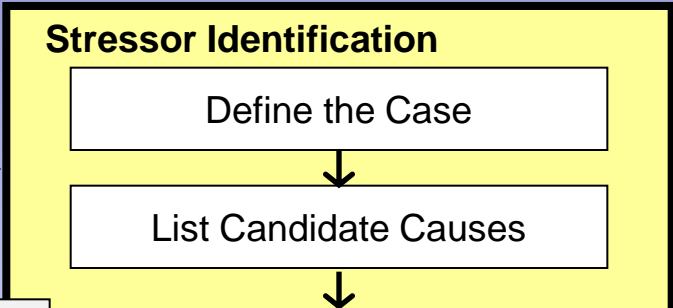 Stressor Identification
Define the Case
List Candidate Causes